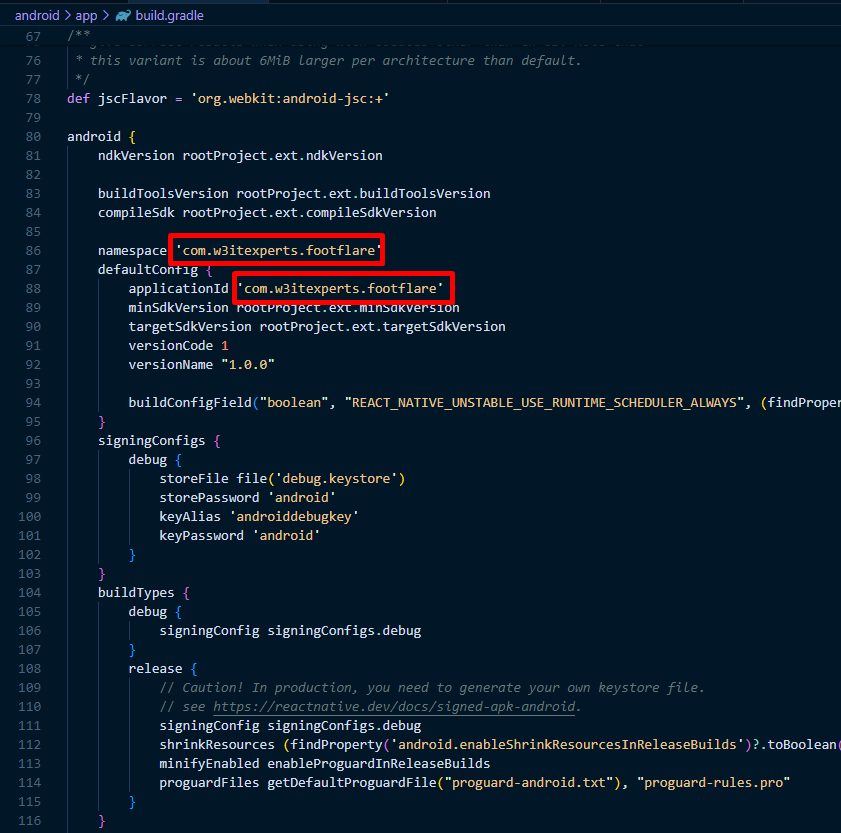 android > app > build.gradle
67 /**
76 * this variant is about 6MiB larger per architecture than default.
77 */
78 def jscFlavor = 'org.webkit:android-jsc:+'
79
80 android {
81 ndkVersion rootProject.ext.ndkVersion
82
83 buildToolsVersion rootProject.ext.buildToolsVersion
84 compileSdk rootProject.ext.compileSdkVersion
85
86 namespace 'com.w3itexperts.footflare'
87 defaultConfig {
88 applicationId 'com.w3itexperts.footflare'
89 minSdkVersion rootProject.ext.minSdkVersion
90 targetSdkVersion rootProject.ext.targetSdkVersion
91 versionCode 1
92 versionName "1.0.0"
93
94 buildConfigField("boolean", "REACT_NATIVE_UNSTABLE_USE_RUNTIME_SCHEDULER_ALWAYS", (findProper
95 }
96 signingConfigs {
97 debug {
98 storeFile file('debug.keystore')
99 storePassword 'android'
100 keyAlias 'androiddebugkey'
101 keyPassword 'android'
102 }
103 }
104 buildTypes {
105 debug {
106 signingConfig signingConfigs.debug
107 }
108 release {
109 // Caution! In production, you need to generate your own keystore file.
110 // see https://reactnative.dev/docs/signed-apk-android.
111 signingConfig signingConfigs.debug
112 shrinkResources (findProperty('android.enableShrinkResourcesInReleaseBuilds')?.toBoolean(
113 minifyEnabled enableProguardInReleaseBuilds
114 proguardFiles getDefaultProguardFile("proguard-android.txt"), "proguard-rules.pro"
115 }
116 }